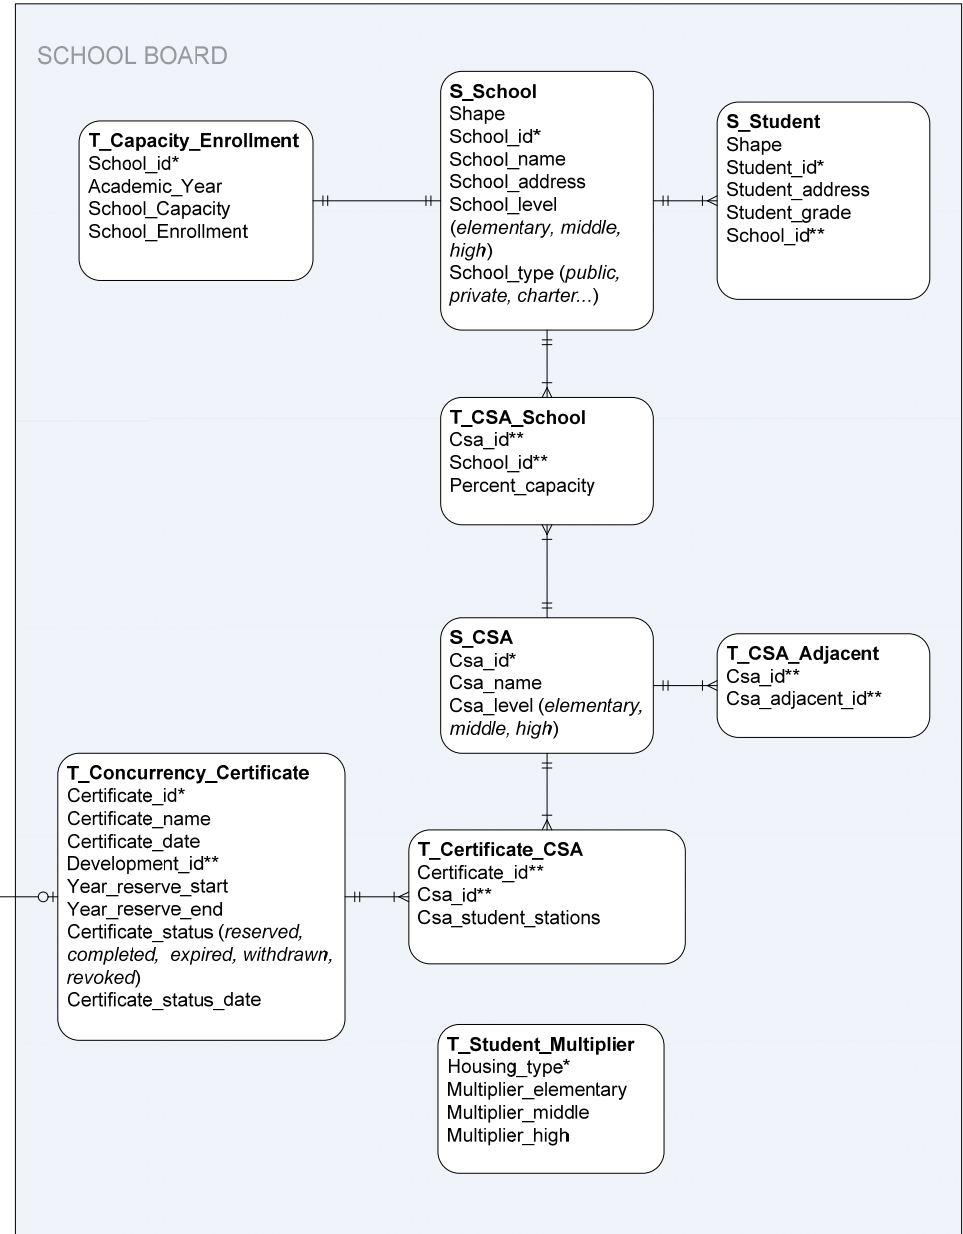 SCHOOL BOARD
T_Capacity_Enrollment
School_id*
Academic_Year
School_Capacity
School_Enrollment
S_School
Shape
School_id*
School_name
School_address
School_level
(elementary, middle,
high)
School_type (public,
private, charter...)
S_Student
Shape
Student_id*
Student_address
Student_grade
School_id**
T_CSA_School
Csa_id**
School_id**
Percent_capacity
S_CSA
Csa_id*
Csa_name
Csa_level (elementary,
middle, high)
T_CSA_Adjacent
Csa_id**
Csa_adjacent_id**
T_Concurrency_Certificate
Certificate_id*
Certificate_name
Certificate_date
Development_id**
Year_reserve_start
Year_reserve_end
Certificate_status (reserved,
completed, expired, withdrawn,
revoked)
Certificate_status_date
T_Certificate_CSA
Certificate_id**
Csa_id**
Csa_student_stations
T_Student_Multiplier
Housing_type*
Multiplier_elementary
Multiplier_middle
Multiplier_high